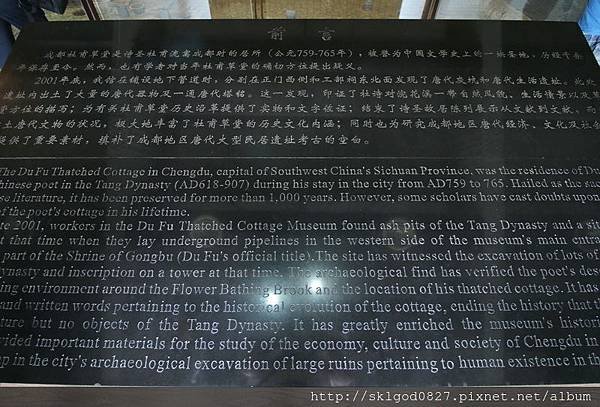 前言
成都杜甫草堂是诗圣杜甫流寓成都时的居所（公元759-765年），被誉为中国文学史上的一块圣地，历经千余
年保存至今。然而，也有学者对当年杜甫草堂的确切方位提出疑义。
2001年底，我馆在铺设地下管道时，分别在正门西侧和工部祠东北面发现了唐代灰坑和唐代生活遗址。此处
遗址内出土了大量的唐代器物及一通唐代塔铭。这一发现，印证了杜诗对浣花溪一带自然风貌、生活情景以及草
堂方位的描写；为有关杜甫草堂历史沿革提供了实物和文字佐证；结束了诗圣故居陈列展示从文献到文献，而
土唐代文物的状况，极大地丰富了杜甫草堂的历史文化内涵；同时也为研究成都地区唐代经济、文化及社会
提供了重要素材，填补了成都地区唐代大型民居遗址考古的空白。
The Du Fu Thatched Cottage in Chengdu, capital of Southwest China's Sichuan Province, was the residence of Du
hinese poet in the Tang Dynasty (AD618-907) during his stay in the city from AD759 to 765. Hailed as the sac
se literature, it has been preserved for more than 1,000 years. However, some scholars have cast doubts upon
of the poet's cottage in his lifetime.
te 2001, workers in the Du Fu Thatched Cottage Museum found ash pits of the Tang Dynasty and a sit
t that time when they lay underground pipelines in the western side of the museum's main entra
part of the Shrine of Gongbu (Du Fu's official title).The site has witnessed the excavation of lots of
ynasty and inscription on a tower at that time. The archaeological find has verified the poet's desc
ing environment around the Flower Bathing Brook and the location of his thatched cottage. It has
and written words pertaining to the historical evolution of the cottage, ending the history that th
ture but no objects of the Tang Dynasty. It has greatly enriched the museum's histori
vided important materials for the study of the economy, culture and society of Chengdu in
p in the city's archaeological excavation of large ruins pertaining to human existence in th
http://sklgod0827.pixnet.net/album